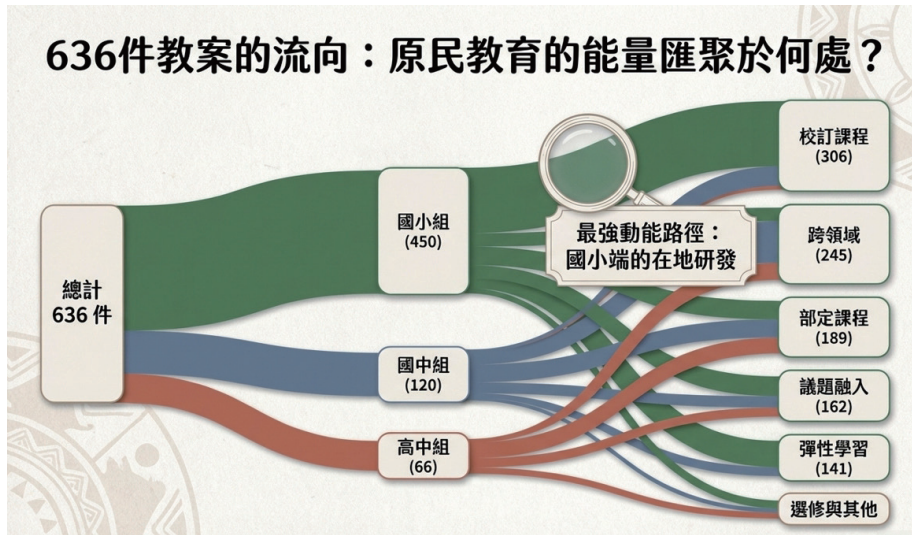 636件教案的流向：原民教育的能量匯聚於何處？
總計
636 件
國小組
(450)
國中組
(120)
高中組
(66)
最強動能路徑：
國小端的在地研發
校訂課程
(306)
跨領域
(245)
部定課程
(189)
議題融入
(162)
彈性學習
(141)
選修與其他